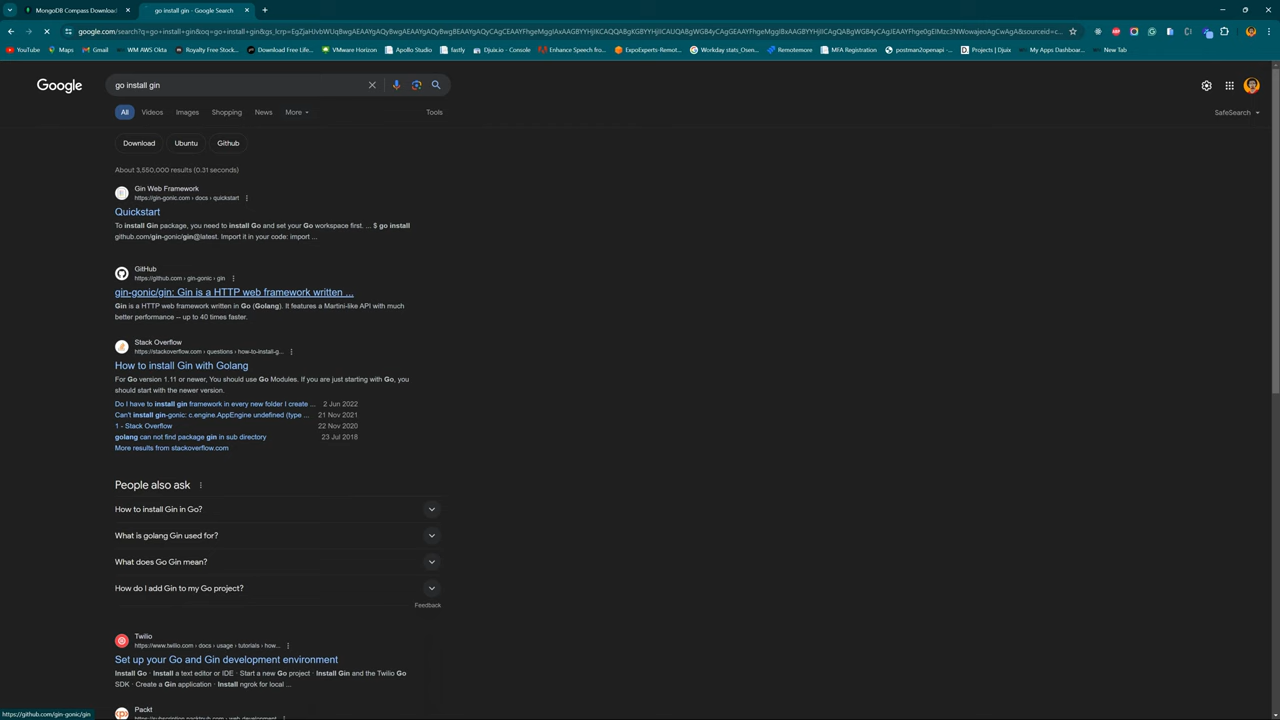 MongoDB Compass Download
go install gin - Google Search
YouTube
Maps
Gmail
WM AWS Okta
Royalty Free Stock...
VMware Horizon
Apollo Studio
fastly
Djuix.io - Console
Enhance Speech fro...
ExpoExperts-Remot...
Workday stats_Osen...
Remotemore
MFA Registration
postman2openapi - ...
Projects | Djuix
My Apps Dashboar...
New Tab
Google
go install gin
All
Videos
Images
Shopping
News
More
Tools
SafeSearch
Download
Ubuntu
Github
About 3,550,000 results (0.31 seconds)
Gin Web Framework
https://gin-gonic.com › docs › quickstart
Quickstart
To install Gin package, you need to install Go and set your Go workspace first. ... $ go install
github.com/gin-gonic/gin@latest. Import it in your code: import ...
GitHub
https://github.com › gin-gonic › gin
gin-gonic/gin: Gin is a HTTP web framework written ...
Gin is a HTTP web framework written in Go (Golang). It features a Martini-like API with much
better performance -- up to 40 times faster.
Stack Overflow
https://stackoverflow.com › questions › how-to-install-g...
How to install Gin with Golang
For Go version 1.11 or newer, You should use Go Modules. If you are just starting with Go, you
should start with the newer version.
Do I have to install gin framework in every new folder I create ... 2 Jun 2022
Can't install gin-gonic: c.engine.AppEngine undefined (type ... 21 Nov 2021
1 - Stack Overflow 22 Nov 2020
golang can not find package gin in sub directory 23 Jul 2018
More results from stackoverflow.com
People also ask
How to install Gin in Go?
What is golang Gin used for?
What does Go Gin mean?
How do I add Gin to my Go project?
Feedback
Twilio
https://www.twilio.com › docs › usage › tutorials › how...
Set up your Go and Gin development environment
Install Go · Install a text editor or IDE · Start a new Go project · Install Gin and the Twilio Go
SDK · Create a Gin application · Install ngrok for local ...
Packt
https://github.com/gin-gonic/gin